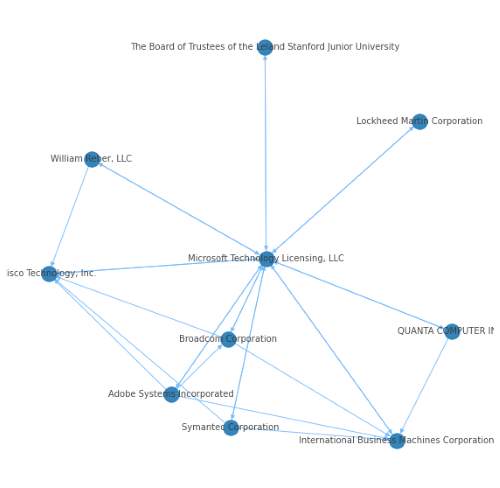 The Board of Trustees of the Leland Stanford Junior University
Lockheed Martin Corporation
William Reber, LLC
Microsoft Technology Licensing, LLC
isco Technology, Inc.
QUANTA COMPUTER IN
Broadcom Corporation
Adobe Systems Incorporated
Symantec Corporation
International Business Machines Corporation